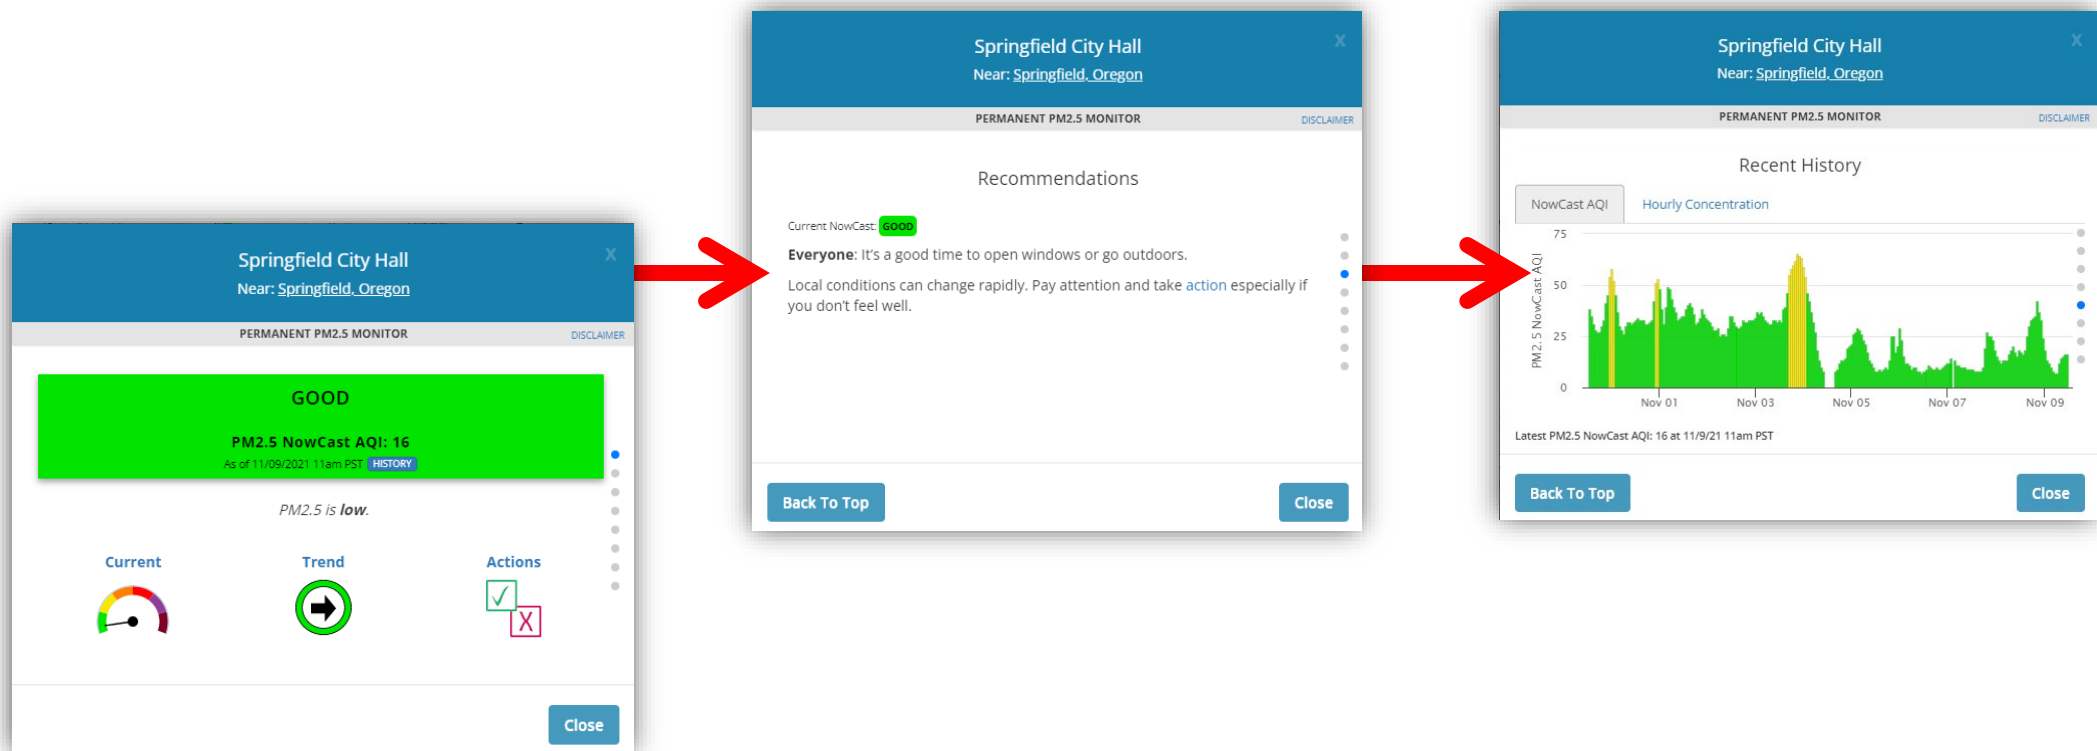 Springfield City Hall
X
Near: Springfield, Oregon
PERMANENT PM2.5 MONITOR
DISCLAIMER
GOOD
PM2.5 NowCast AQI: 16
As of 11/09/2021 11am PST HISTORY
PM2.5 is low.
Current
Trend
Actions
Close
Springfield City Hall
X
Near: Springfield, Oregon
PERMANENT PM2.5 MONITOR
DISCLAIMER
Recommendations
Current NowCast: GOOD
Everyone: It's a good time to open windows or go outdoors.
Local conditions can change rapidly. Pay attention and take action especially if
you don't feel well.
Back To Top
Close
Springfield City Hall
X
Near: Springfield, Oregon
PERMANENT PM2.5 MONITOR
DISCLAIMER
Recent History
NowCast AQI
Hourly Concentration
PM2.5 NowCast AQI
75
50
25
0
Nov 01
Nov 03
Nov 05
Nov 07
Nov 09
Latest PM2.5 NowCast AQI: 16 at 11/9/21 11am PST
Back To Top
Close